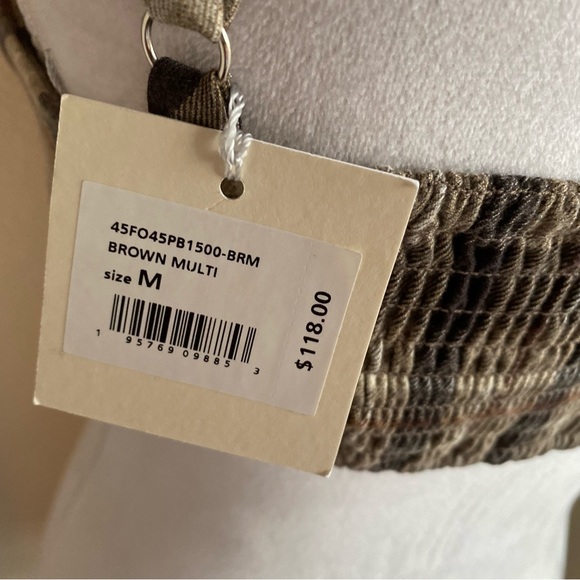 45FO45PB1500-BRM
BROWN MULTI
size M
$118.00
1 95769 09885 3